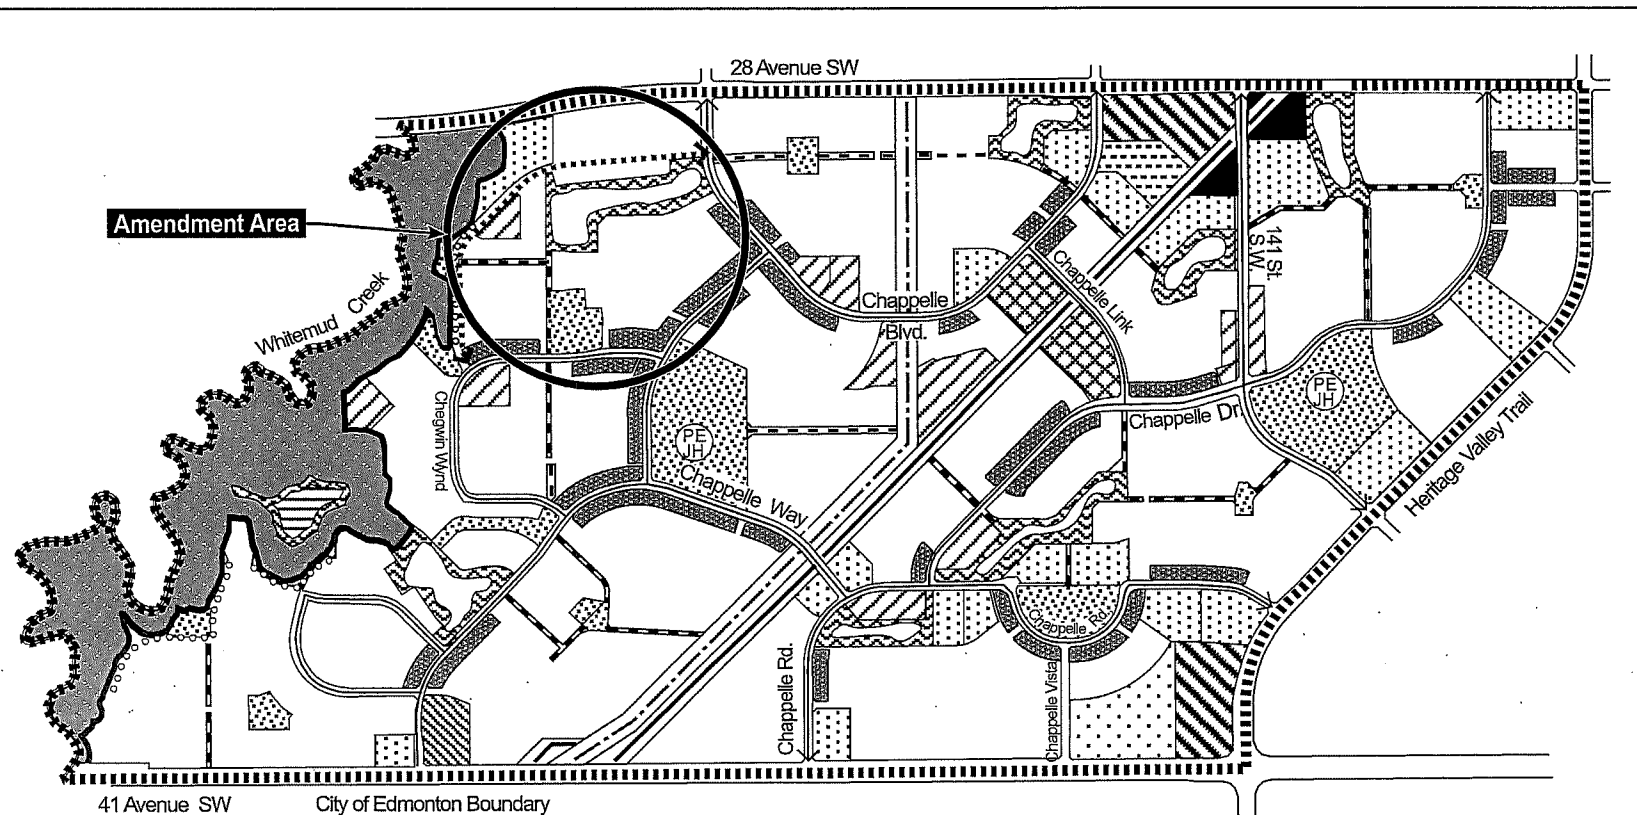 28 Avenue SW
Amendment Area
141 St.
S.W.
Chappelle
Blvd.
Chappelle Link
Whitemud Creek
Chegwin Wynd
PE
JH
PE
JH
Chappelle Dr.
Heritage Valley Trail
Chappelle Way
Chappelle Rd.
Chappelle Rd.
Chappelle Vista
41 Avenue SW
City of Edmonton Boundary